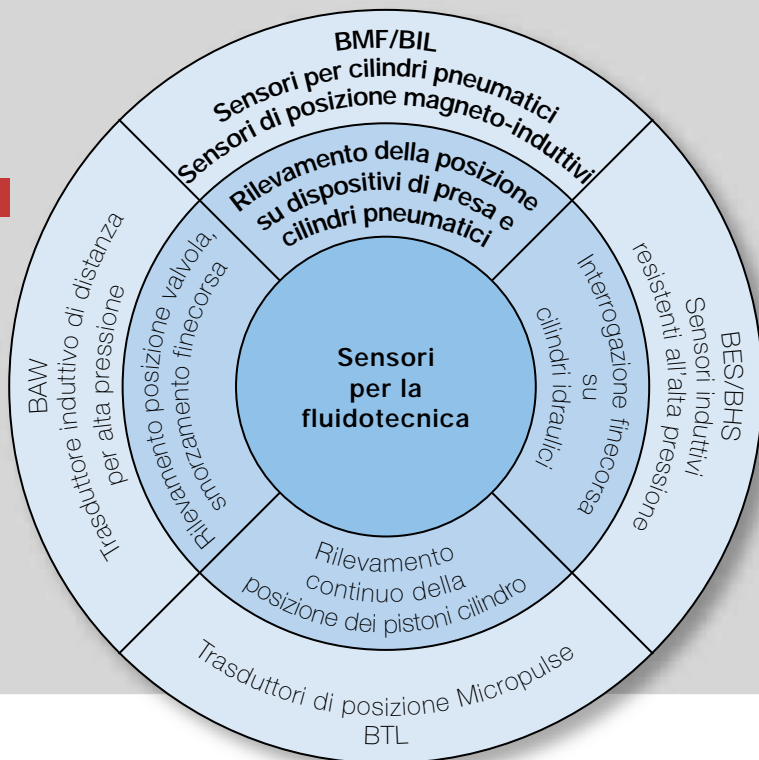 BMF/BIL
Sensori per cilindri pneumatici
Sensori di posizione magneto-induttivi
Rilevamento della posizione
su dispositivi di presa e
cilindri pneumatici
BES/BHS
Sensori induttivi
resistenti all'alta pressione
Interrogazione finecorsa
su
cilindri idraulici
Sensori
per la
fluidotecnica
BAW
Trasduttore induttivo di distanza
per alta pressione
Rilevamento posizione valvola,
smorzamento finecorsa
Rilevamento
continuo della
posizione dei pistoni cilindro
Trasduttori di posizione Micropulse
BTL